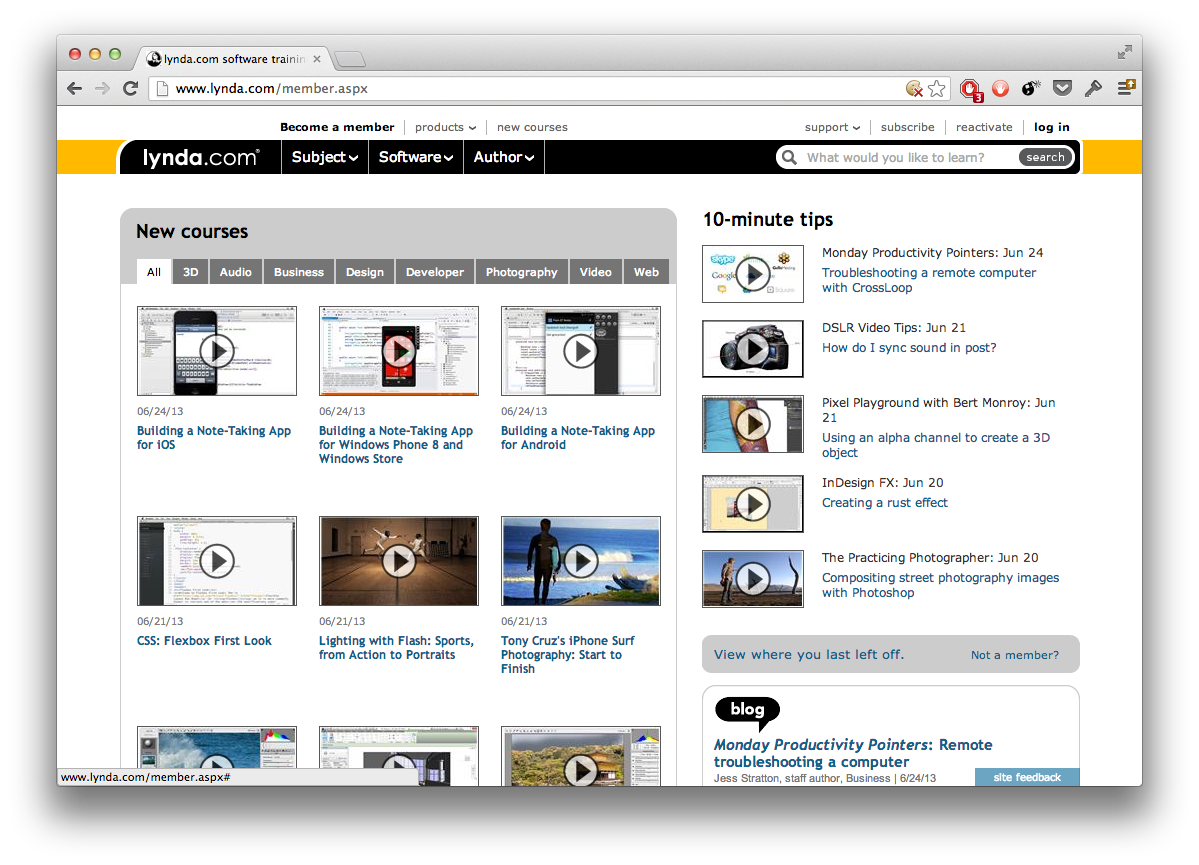 lynda.com software trainin
www.lynda.com/member.aspx
3
Become a member
products
new courses
support
subscribe
reactivate
log in
lynda.com®
Subject
Software
Author
What would you like to learn?
search
New courses
All
3D
Audio
Business
Design
Developer
Photography
Video
Web
06/24/13
Building a Note-Taking App
for iOS
06/24/13
Building a Note-Taking App
for Windows Phone 8 and
Windows Store
06/24/13
Building a Note-Taking App
for Android
06/21/13
CSS: Flexbox First Look
06/21/13
Lighting with Flash: Sports,
from Action to Portraits
06/21/13
Tony Cruz's iPhone Surf
Photography: Start to
Finish
www.lynda.com/member.aspx#
10-minute tips
skype
Google
Square
Monday Productivity Pointers: Jun 24
Troubleshooting a remote computer
with CrossLoop
DSLR Video Tips: Jun 21
How do I sync sound in post?
Pixel Playground with Bert Monroy: Jun
21
Using an alpha channel to create a 3D
object
InDesign FX: Jun 20
Creating a rust effect
The Practicing Photographer: Jun 20
Compositing street photography images
with Photoshop
View where you last left off.
Not a member?
blog
Monday Productivity Pointers: Remote
troubleshooting a computer
Jess Stratton, staff author, Business | 6/24/13
site feedback